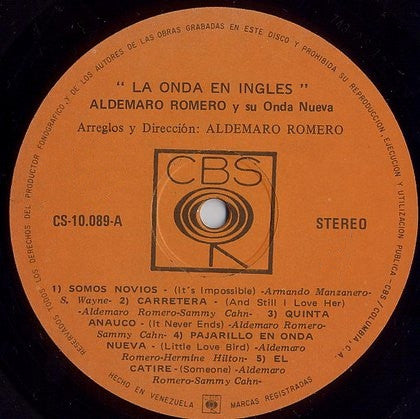 RESERVADOS TODOS LOS DERECHOS DEL PRODUCTOR FONOGRAFICO, Y DE LOS AUTORES DE LAS OBRAS GRABADAS EN ESTE DISCO Y PROHIBIDA SU REPRODUCCION, EJECUCION Y UTILIZACION PUBLICA - CBS/COLUMBIA C.A.
" LA ONDA EN INGLES "
ALDEMARO ROMERO y su Onda Nueva
Arreglos y Dirección: ALDEMARO ROMERO
CBS
CS-10.089-A
STEREO
1) SOMOS NOVIOS - (It's Impossible) -Armando Manzanero-
S. Wayne- 2) CARRETERA - (And Still I Love Her)
-Aldemaro Romero-Sammy Cahn- 3) QUINTA
ANAUCO - (It Never Ends) -Aldemaro Romero-
Sammy Cahn- 4) PAJARILLO EN ONDA
NUEVA - (Little Love Bird) -Aldemaro
Romero-Hermine Hilton- 5) EL
CATIRE - (Someone) -Aldemaro
Romero-Sammy Cahn-
HECHO EN VENEZUELA
MARCAS REGISTRADAS